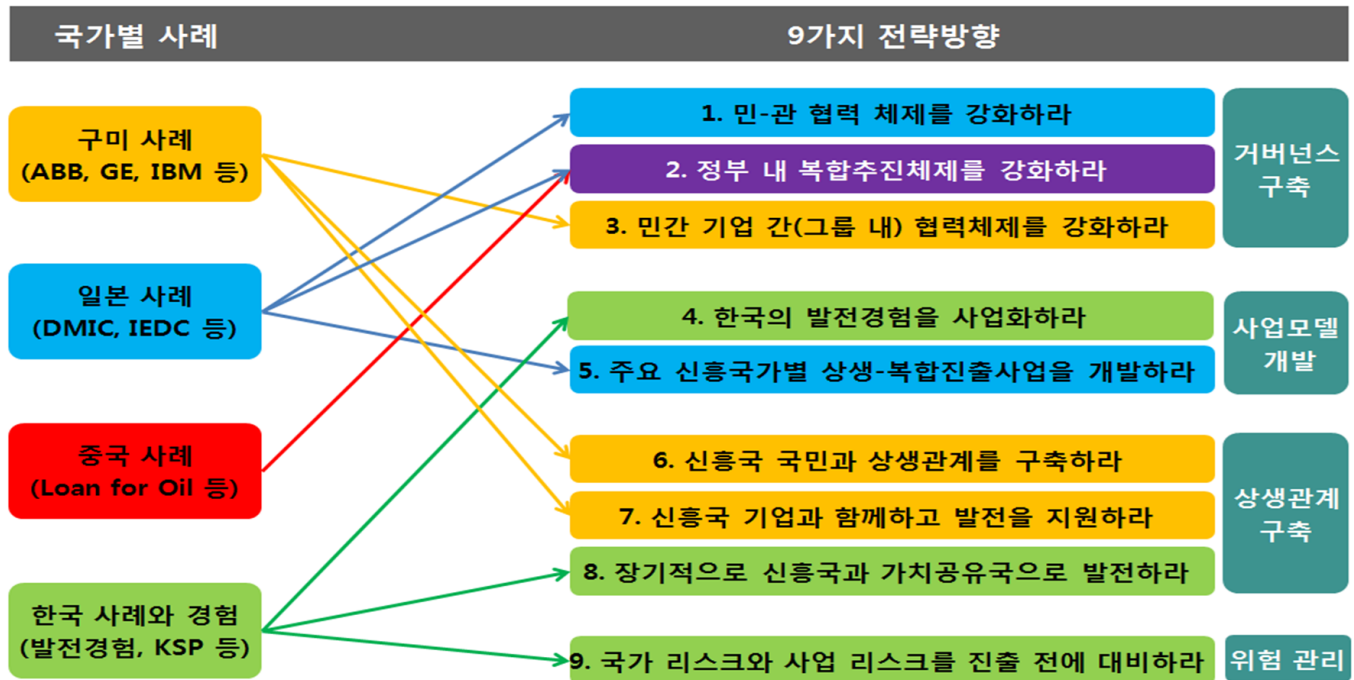 국가별 사례
9가지 전략방향
구미 사례
(ABB, GE, IBM 등)
일본 사례
(DMIC, IEDC 등)
중국 사례
(Loan for Oil 등)
한국 사례와 경험
(발전경험, KSP 등)
1. 민-관 협력 체제를 강화하라
2. 정부 내 복합추진체제를 강화하라
3. 민간 기업 간(그룹 내) 협력체제를 강화하라
거버넌스
구축
4. 한국의 발전경험을 사업화하라
5. 주요 신흥국가별 상생-복합진출사업을 개발하라
사업모델
개발
6. 신흥국 국민과 상생관계를 구축하라
7. 신흥국 기업과 함께하고 발전을 지원하라
8. 장기적으로 신흥국과 가치공유국으로 발전하라
상생관계
구축
9. 국가 리스크와 사업 리스크를 진출 전에 대비하라
위험 관리